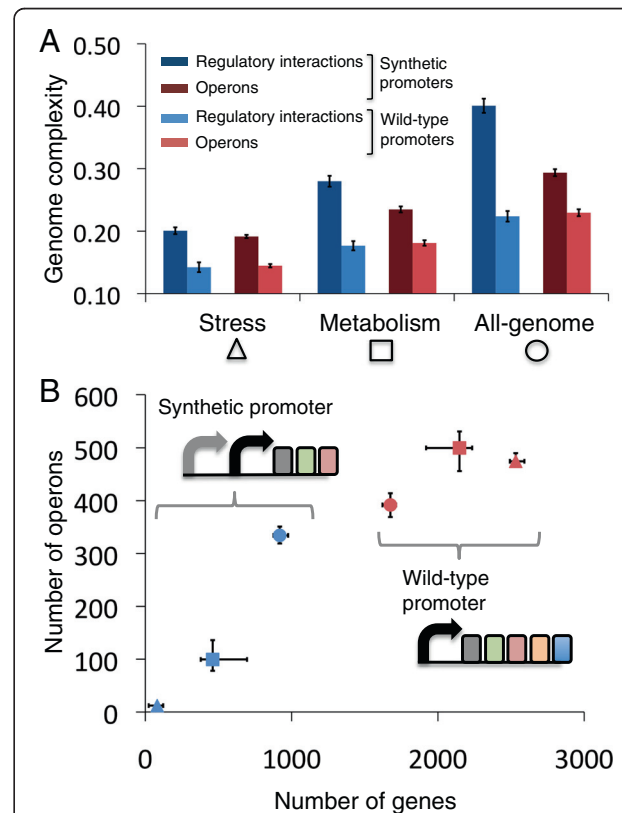 A
Genome complexity
0.50
0.40
0.30
0.20
0.10
Regulatory interactions
Operons
Synthetic
promoters
Regulatory interactions
Operons
Wild-type
promoters
Stress
Metabolism
All-genome
B
Number of operons
600
500
400
300
200
100
0
Synthetic promoter
Wild-type
promoter
0
1000
2000
3000
Number of genes